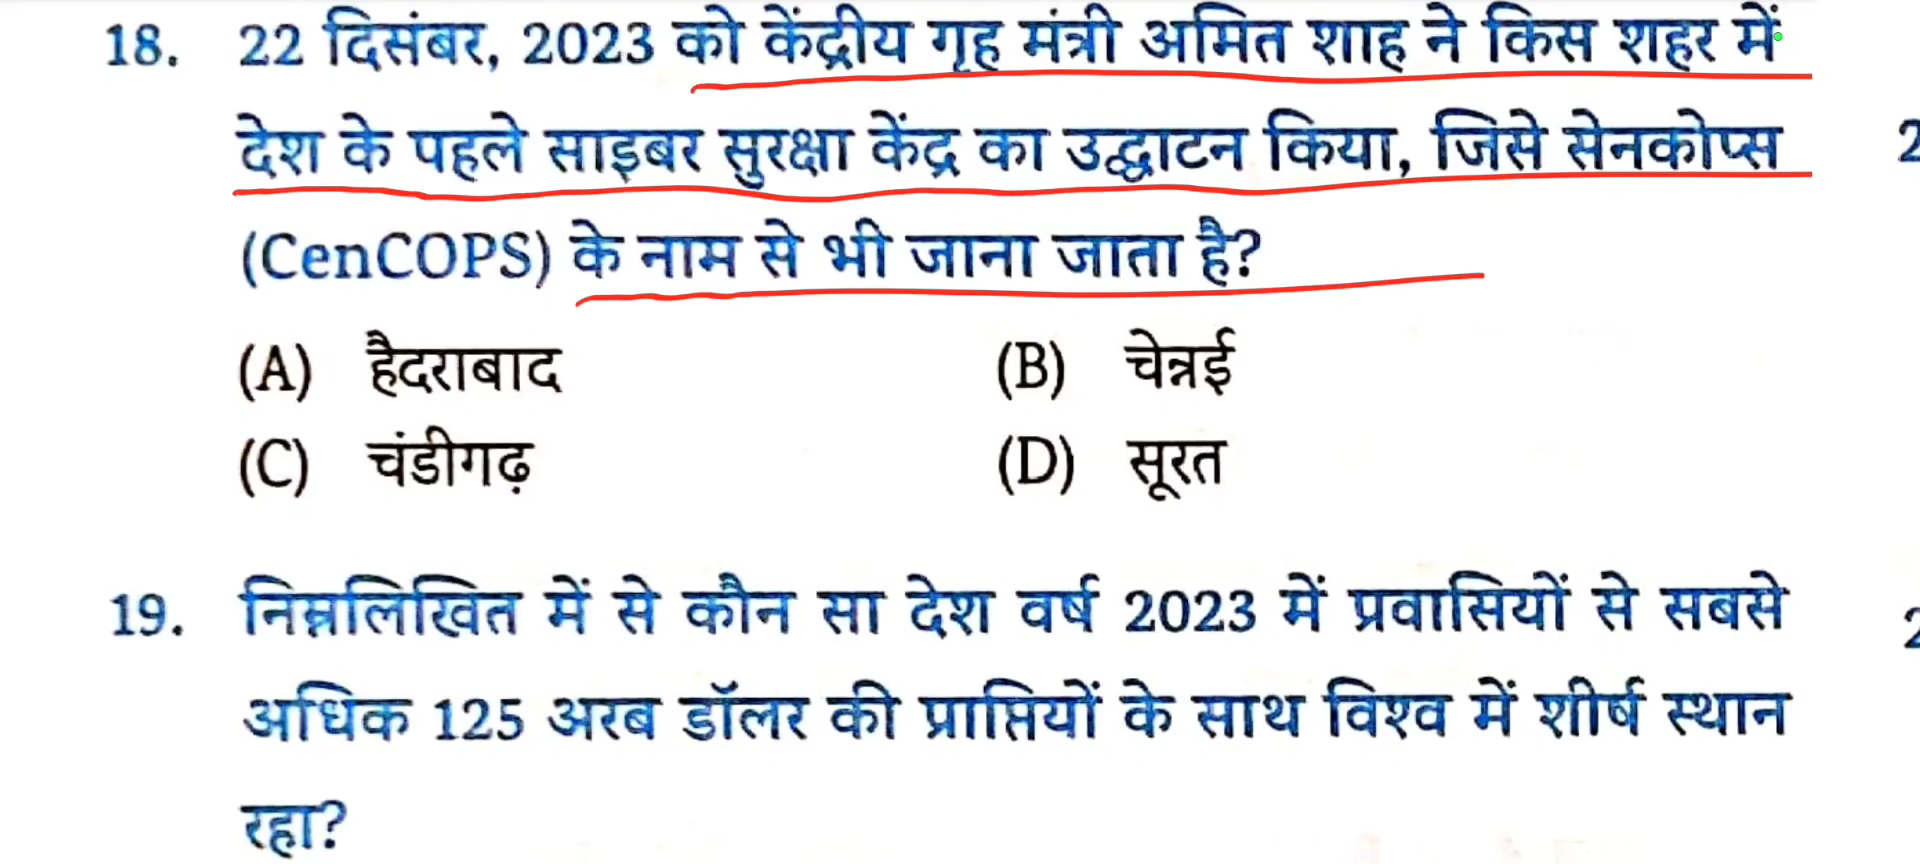 18. 22 दिसंबर, 2023 को केंद्रीय गृह मंत्री अमित शाह ने किस शहर में
देश के पहले साइबर सुरक्षा केंद्र का उद्घाटन किया, जिसे सेनकोप्स
(CenCOPS) के नाम से भी जाना जाता है?
(A) हैदराबाद (B) चेन्नई
(C) चंडीगढ़ (D) सूरत
19. निम्नलिखित में से कौन सा देश वर्ष 2023 में प्रवासियों से सबसे
अधिक 125 अरब डॉलर की प्राप्तियों के साथ विश्व में शीर्ष स्थान
रहा?